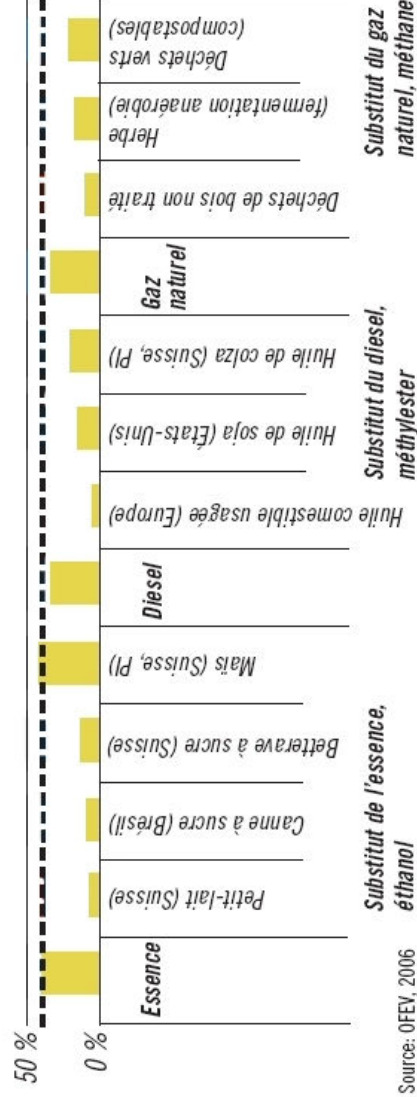 50 %
0 %
Essence
Petit-lait (Suisse)
Canne à sucre (Brésil)
Betterave à sucre (Suisse)
Maïs (Suisse, PI)
Substitut de l'essence,
éthanol
Diesel
Huile comestible usagée (Europe)
Huile de soja (États-Unis)
Huile de colza (Suisse, PI)
Substitut du diesel,
méthylester
Gaz
naturel
Déchets de bois non traité
Herbe
(fermentation anaérobie)
Déchets verts
(compostables)
Substitut du gaz
naturel, méthane
Source: OFEV, 2006